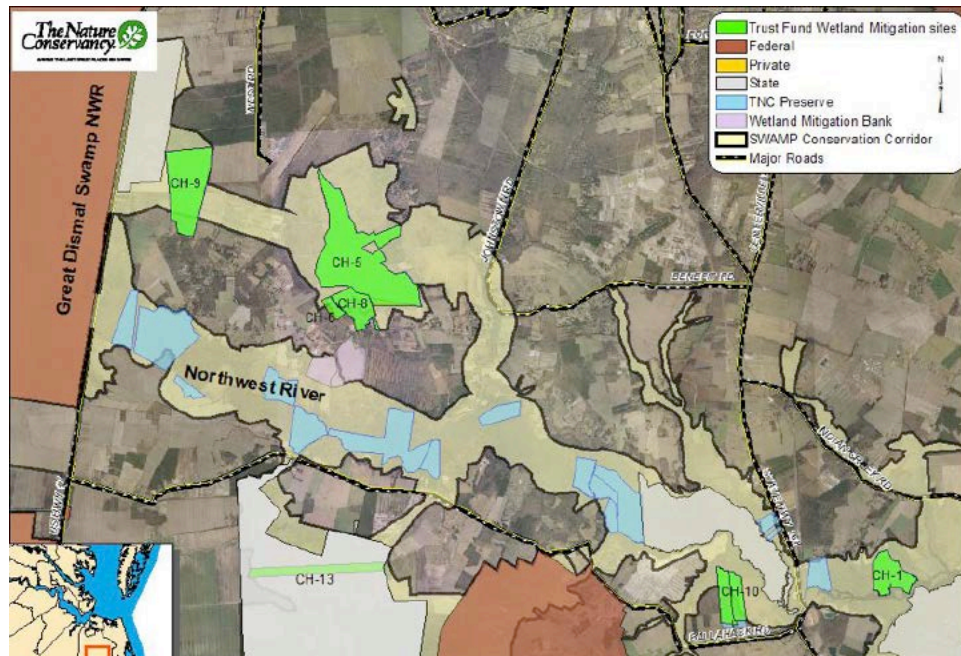 The Nature
Conservancy
Trust Fund Wetland Mitigation sites
Federal
Private
State
TNC Preserve
Wetland Mitigation Bank
SWAMP Conservation Corridor
Major Roads
N
WEST RD
Great Dismal Swamp NWR
CH-9
CH-5
CH-8
CH-6
BENEFIT RD
Northwest River
CH-13
CH-10
CH-1